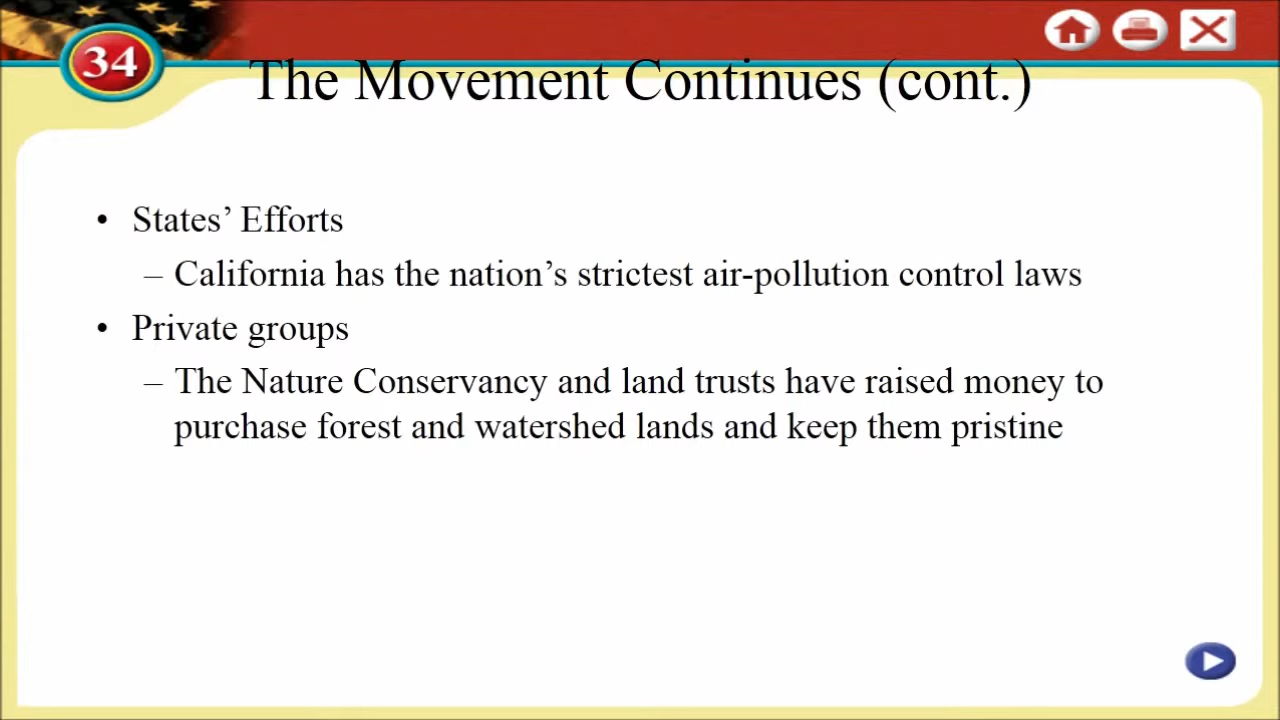 34
The Movement Continues (cont.)
• States’ Efforts
– California has the nation’s strictest air-pollution control laws
• Private groups
– The Nature Conservancy and land trusts have raised money to
purchase forest and watershed lands and keep them pristine